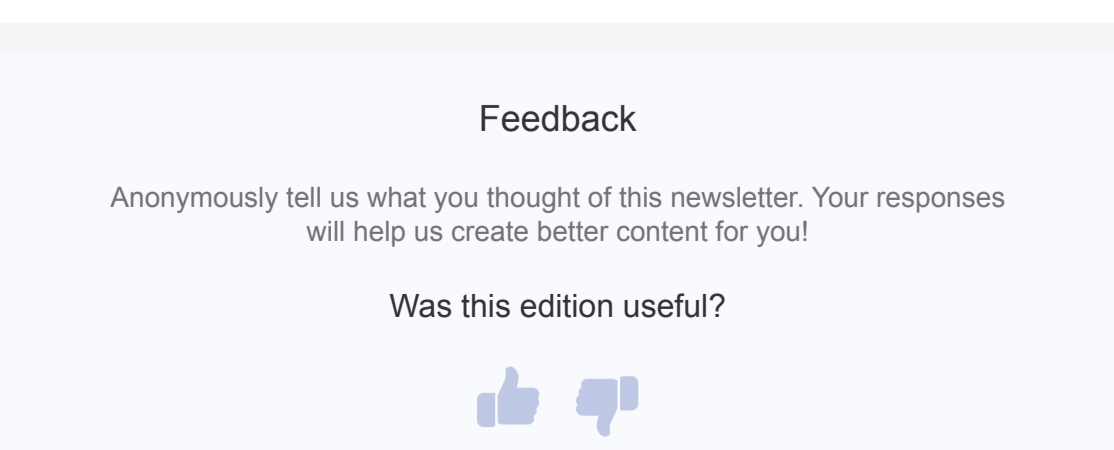 Feedback
Anonymously tell us what you thought of this newsletter. Your responses
will help us create better content for you!
Was this edition useful?